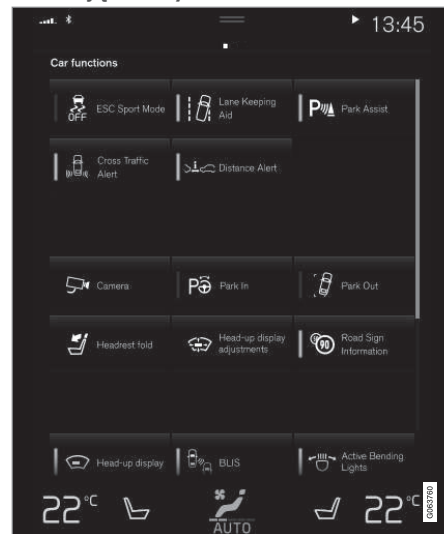 13:45
Car functions
OFF
ESC Sport Mode
Lane Keeping
Aid
P
Park Assist
Cross Traffic
Alert
Distance Alert
Camera
P
Park In
Park Out
Headrest fold
Head-up display
adjustments
90
Road Sign
Information
Head-up display
BLIS
Active Bending
Lights
22°C
AUTO
22°C
G063760